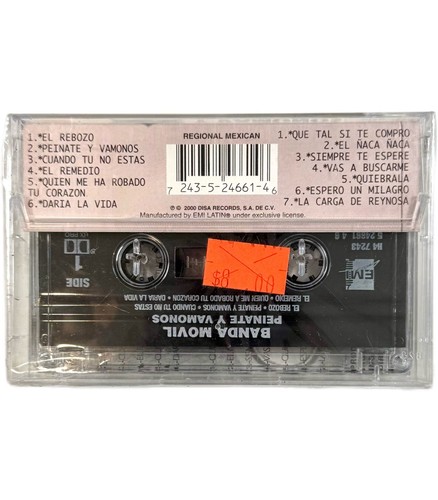 1.*EL REBOZO
2.*PEINATE Y VAMONOS
3.*CUANDO TU NO ESTAS
4.*EL REMEDIO
5.*QUIEN ME HA ROBADO
TU CORAZON
6.*DARIA LA VIDA
REGIONAL MEXICAN
7 243-5-24661-4 6
℗ © 2000 DISA RECORDS, S.A. DE C.V.
Manufactured by EMI LATIN® under exclusive license.
1.*QUE TAL SI TE COMPRO
2.*EL ÑACA ÑACA
3.*SIEMPRE TE ESPERE
4.*VAS A BUSCARME
5.*QUIEBRALA
6.*ESPERO UN MILAGRO
7.*LA CARGA DE REYNOSA
BANDA MOVIL
PEINATE Y VAMONOS
EL REBOZO · PEINATE Y VAMONOS · CUANDO TU NO ESTAS
EL REMEDIO · QUIEN ME A ROBADO TU CORAZON · DARIA LA VIDA
SIDE
1
EMI
H4 7243
$8 00